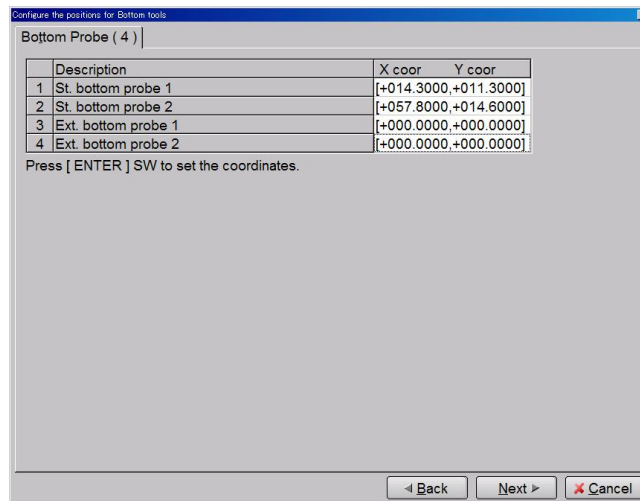 Configure the positions for Bottom tools
Bottom Probe ( 4 )
Description X coor Y coor
1 St. bottom probe 1 [+014.3000,+011.3000]
2 St. bottom probe 2 [+057.8000,+014.6000]
3 Ext. bottom probe 1 [+000.0000,+000.0000]
4 Ext. bottom probe 2 [+000.0000,+000.0000]
Press [ ENTER ] SW to set the coordinates.
Back Next Cancel